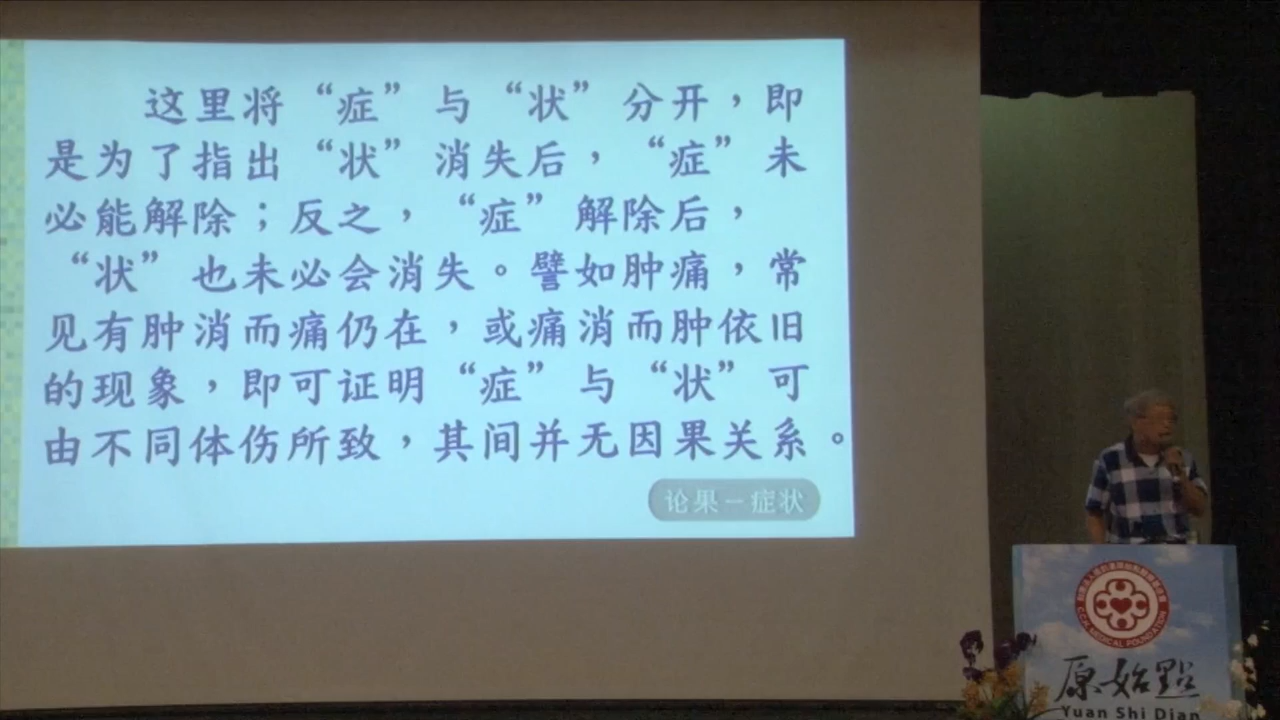 这里将“症”与“状”分开，即
是为了指出“状”消失后，“症”未
必能解除；反之，“症”解除后，
“状”也未必会消失。譬如肿痛，常
见有肿消而痛仍在，或痛消而肿依旧
的现象，即可证明“症”与“状”可
由不同体伤所致，其间并无因果关系。
论果－症状
MEDICAL FOUNDATION
原始點
Yuan Shi Dian